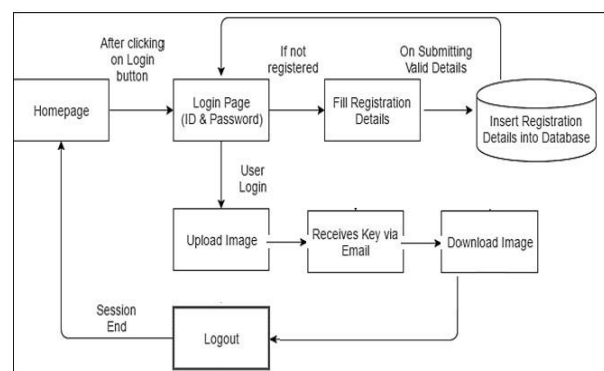 After clicking
on Login
button
If not
registered
On Submitting
Valid Details
Homepage
Login Page
(ID & Password)
Fill Registration
Details
Insert Registration
Details into Database
User
Login
Upload Image
Receives Key via
Email
Download Image
Session
End
Logout